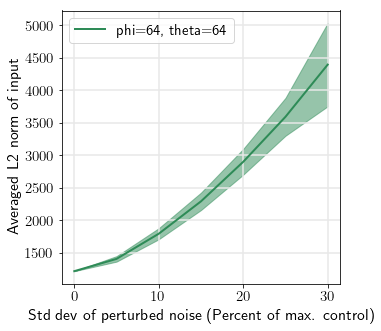 phi=64, theta=64
Averaged L2 norm of input
5000
4500
4000
3500
3000
2500
2000
1500
0 10 20 30
Std dev of perturbed noise (Percent of max. control)